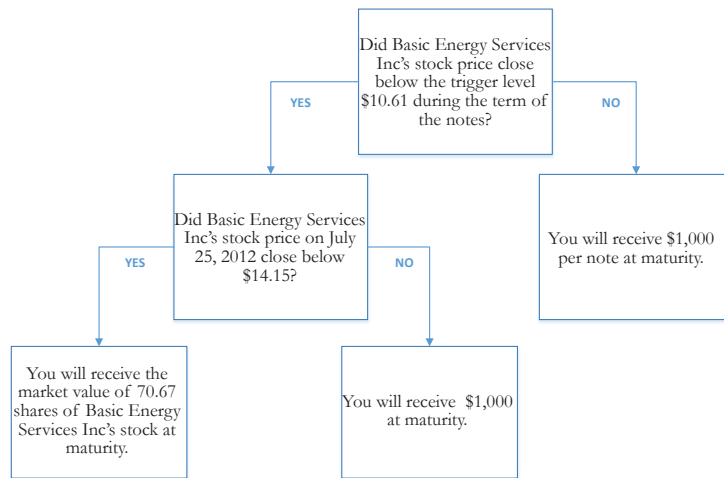 Did Basic Energy Services
Inc’s stock price close
below the trigger level
$10.61 during the term of
the notes?
YES
NO
Did Basic Energy Services
Inc’s stock price on July
25, 2012 close below
$14.15?
You will receive $1,000
per note at maturity.
YES
NO
You will receive the
market value of 70.67
shares of Basic Energy
Services Inc’s stock at
maturity.
You will receive $1,000
at maturity.